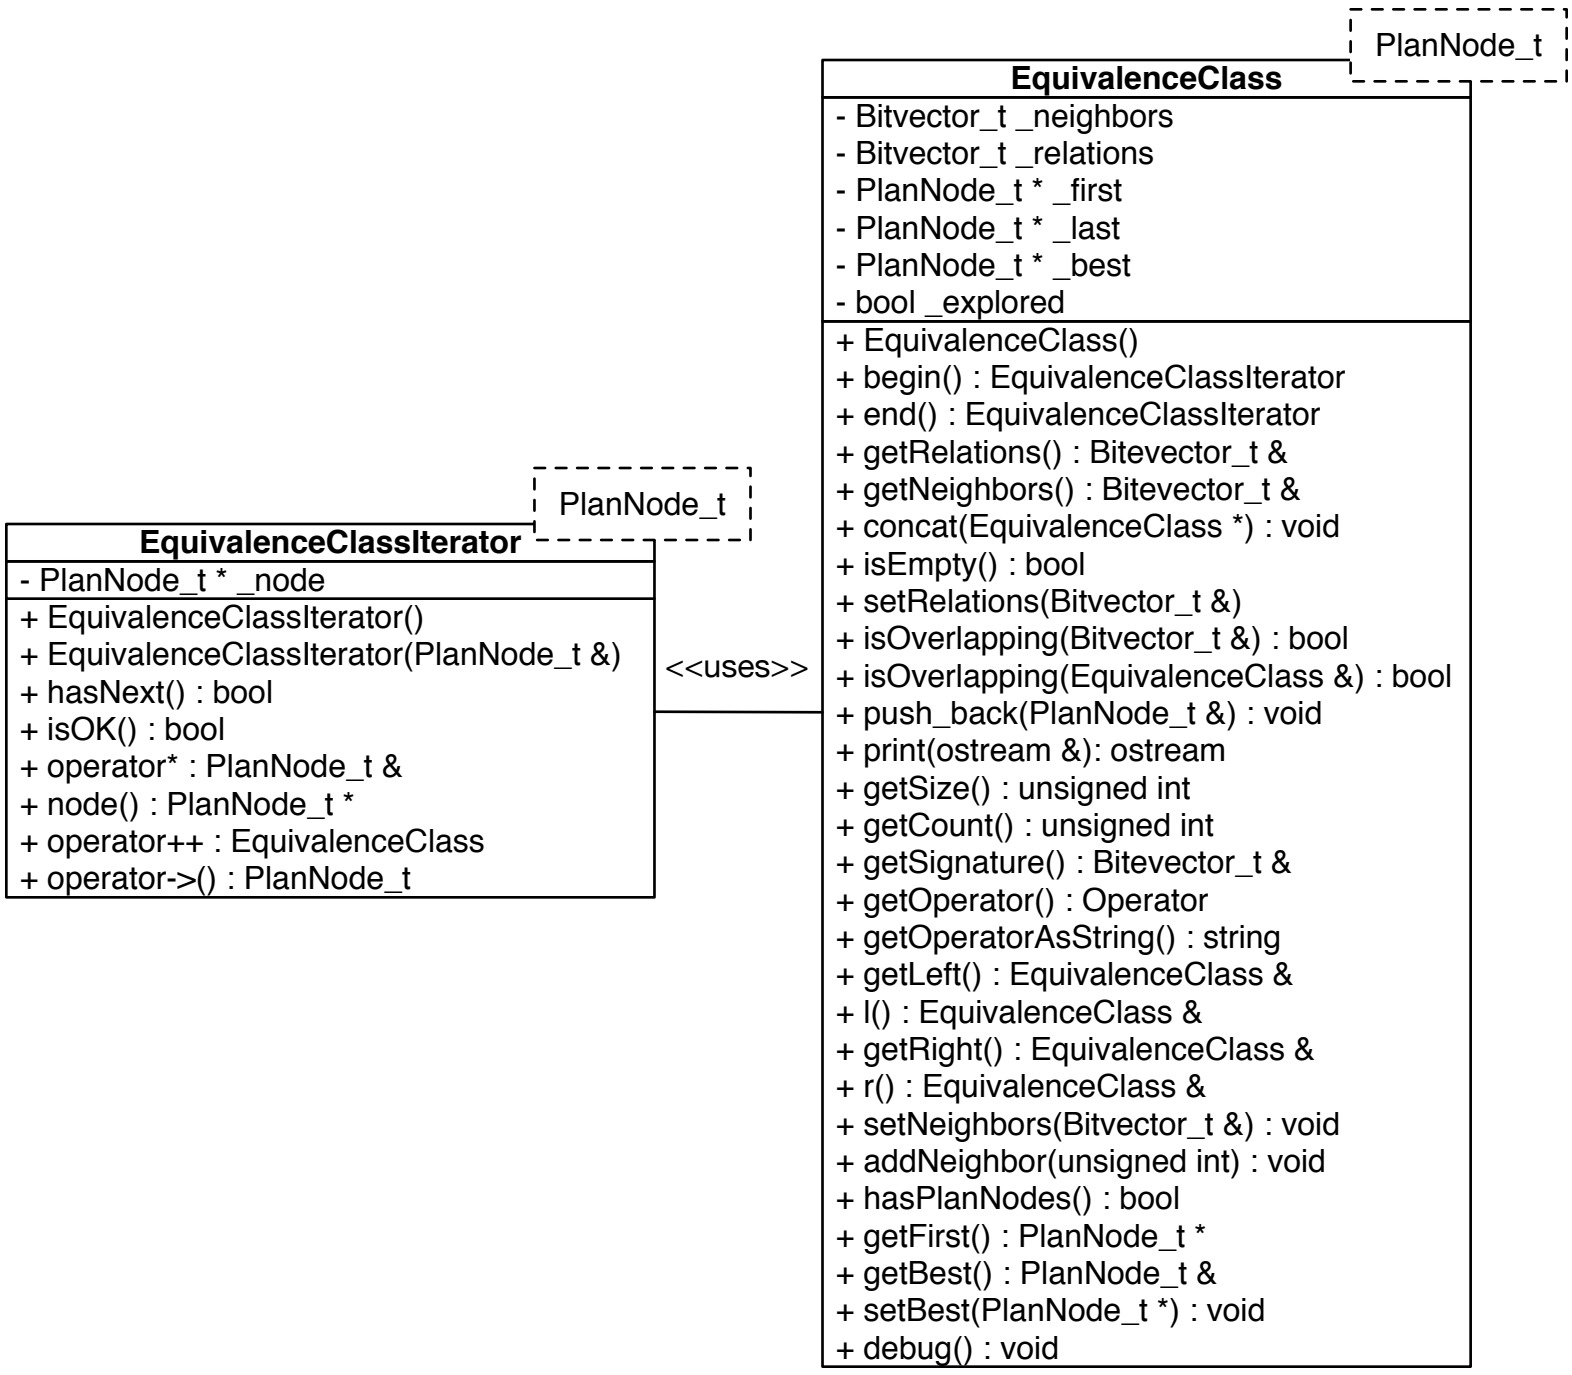 PlanNode_t
EquivalenceClass
- Bitvector_t _neighbors
- Bitvector_t _relations
- PlanNode_t * _first
- PlanNode_t * _last
- PlanNode_t * _best
- bool _explored
+ EquivalenceClass()
+ begin() : EquivalenceClassIterator
+ end() : EquivalenceClassIterator
+ getRelations() : Bitevector_t &
+ getNeighbors() : Bitevector_t &
+ concat(EquivalenceClass *) : void
+ isEmpty() : bool
+ setRelations(Bitvector_t &)
+ isOverlapping(Bitvector_t &) : bool
+ isOverlapping(EquivalenceClass &) : bool
+ push_back(PlanNode_t &) : void
+ print(ostream &): ostream
+ getSize() : unsigned int
+ getCount() : unsigned int
+ getSignature() : Bitevector_t &
+ getOperator() : Operator
+ getOperatorAsString() : string
+ getLeft() : EquivalenceClass &
+ l() : EquivalenceClass &
+ getRight() : EquivalenceClass &
+ r() : EquivalenceClass &
+ setNeighbors(Bitvector_t &) : void
+ addNeighbor(unsigned int) : void
+ hasPlanNodes() : bool
+ getFirst() : PlanNode_t *
+ getBest() : PlanNode_t &
+ setBest(PlanNode_t *) : void
+ debug() : void
PlanNode_t
EquivalenceClassIterator
- PlanNode_t * _node
+ EquivalenceClassIterator()
+ EquivalenceClassIterator(PlanNode_t &)
+ hasNext() : bool
+ isOK() : bool
+ operator* : PlanNode_t &
+ node() : PlanNode_t *
+ operator++ : EquivalenceClass
+ operator->() : PlanNode_t
<<uses>>